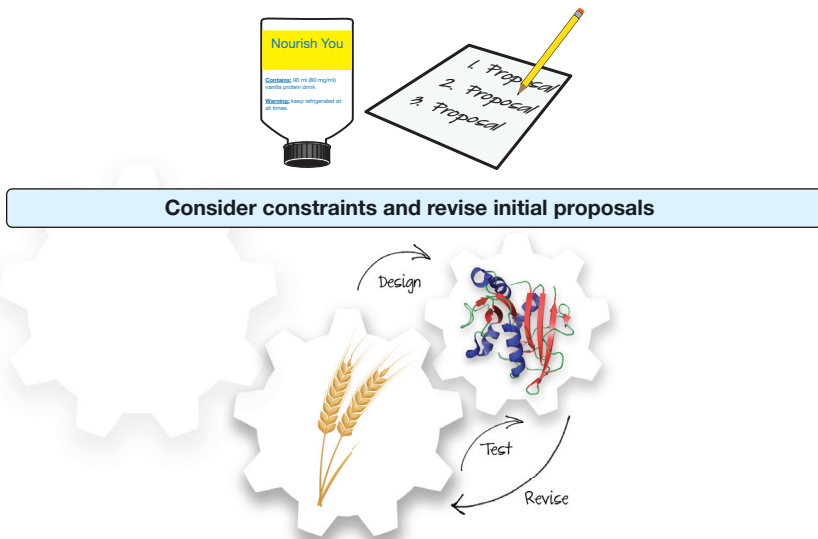 Nourish You
Contains: 90 ml (80 mg/ml)
vanilla protein drink
Warning: keep refrigerated at
all times.
1. Proposal
2. Proposal
3. Proposal
Consider constraints and revise initial proposals
Design
Test
Revise